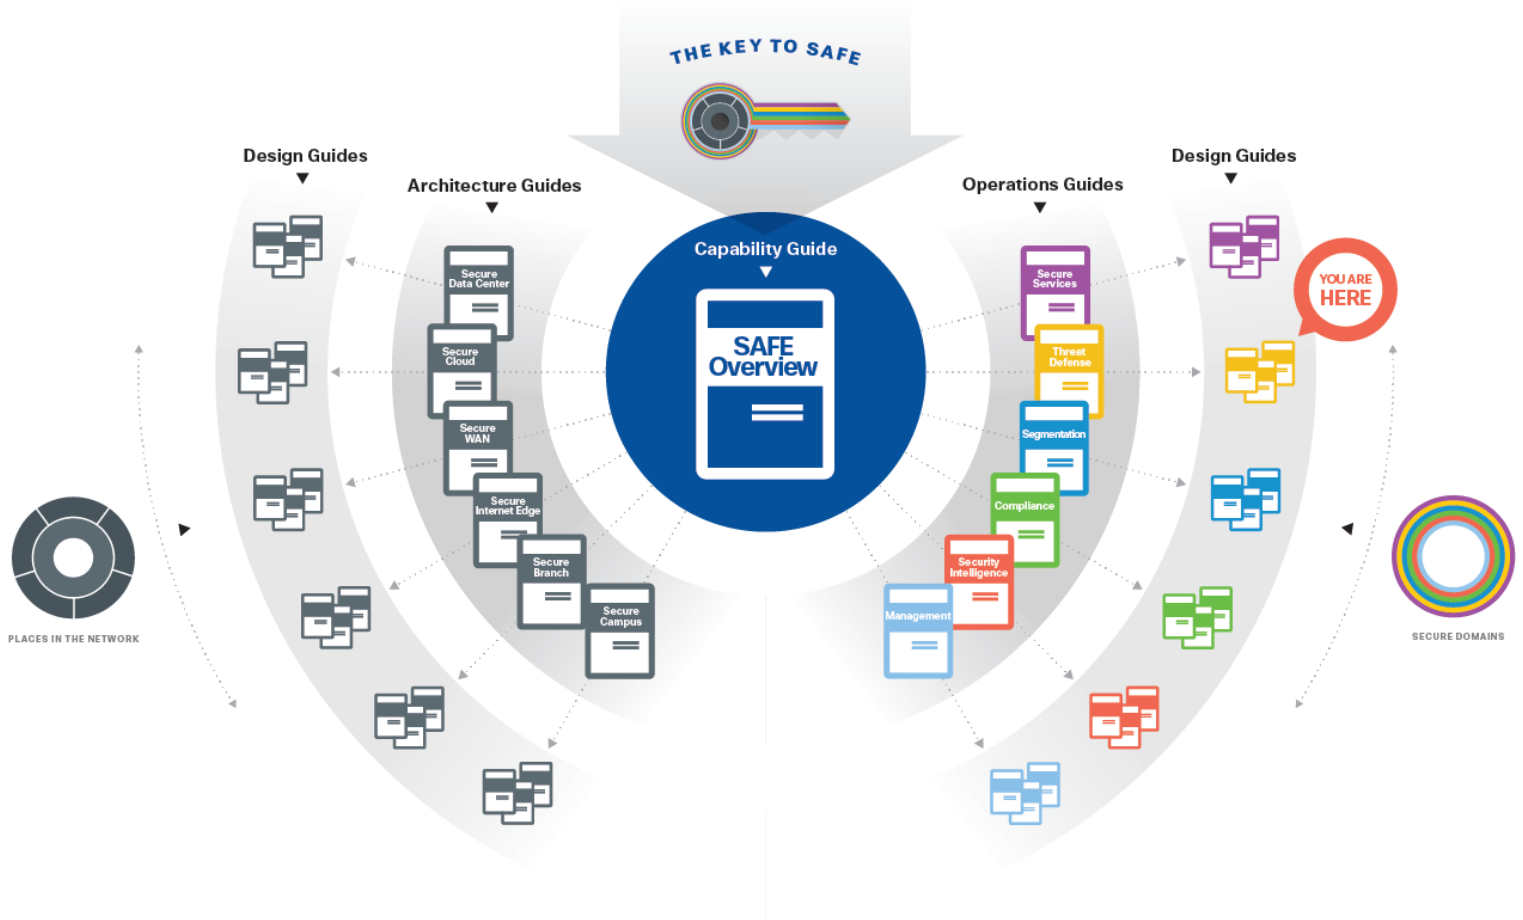 THE KEY TO SAFE
Design Guides
Architecture Guides
Operations Guides
Design Guides
Capability Guide
SAFE
Overview
Secure
Data Center
Secure
Cloud
Secure
WAN
Secure
Internet Edge
Secure
Branch
Secure
Campus
Secure
Services
Threat
Defense
Segmentation
Compliance
Security
Intelligence
Management
YOU ARE
HERE
PLACES IN THE NETWORK
SECURE DOMAINS